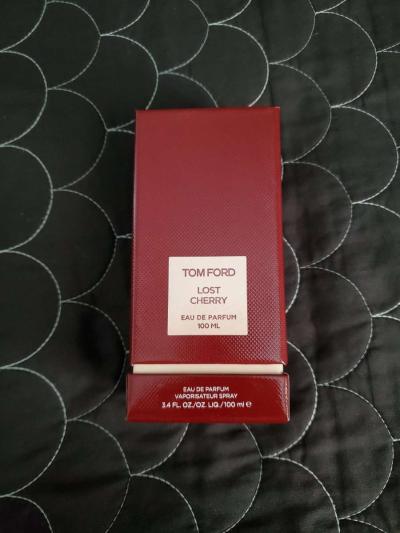 TOM FORD
LOST
CHERRY
EAU DE PARFUM
100 ML
EAU DE PARFUM
VAPORISATEUR SPRAY
3.4 FL. OZ./OZ. LIQ. / 100 ml ℮